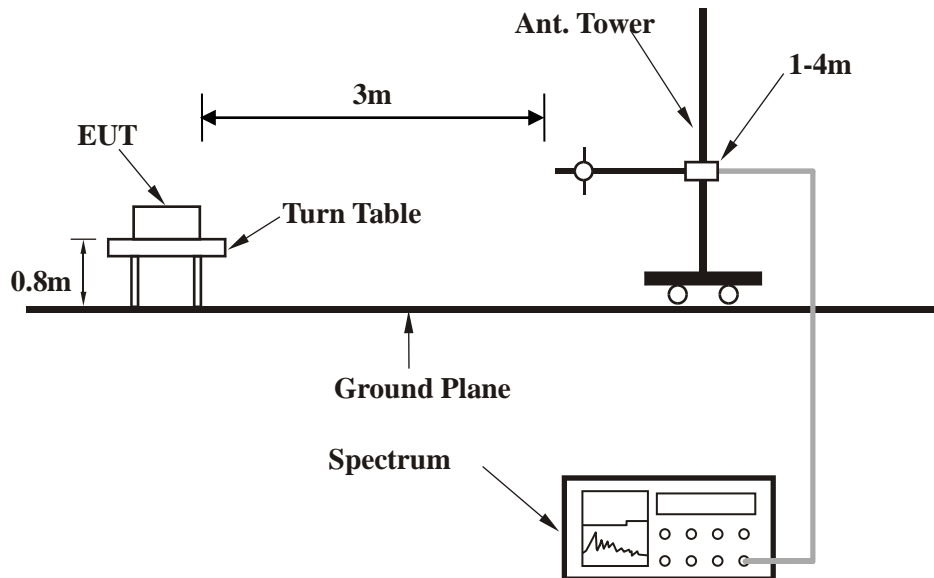 Ant. Tower
1-4m
3m
EUT
Turn Table
0.8m
Ground Plane
Spectrum